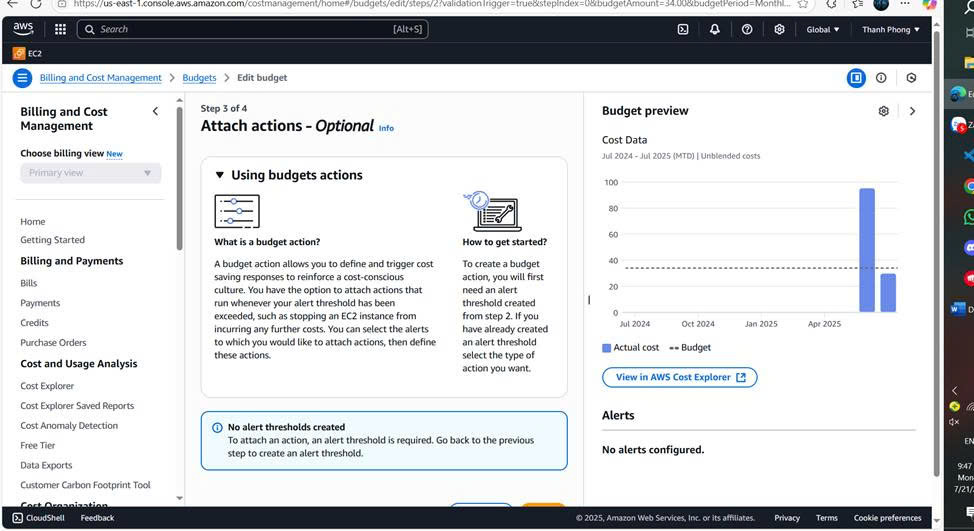 https://us-east-1.console.aws.amazon.com/costmanagement/home#/budgets/edit/steps/2?validationTrigger=true&stepIndex=0&budgetAmount=34.00&budgetPeriod=Monthl...
aws
Search
[Alt+S]
Global
Thanh Phong
EC2
Billing and Cost Management
Budgets
Edit budget
Billing and Cost
Management
Choose billing view New
Primary view
Home
Getting Started
Billing and Payments
Bills
Payments
Credits
Purchase Orders
Cost and Usage Analysis
Cost Explorer
Cost Explorer Saved Reports
Cost Anomaly Detection
Free Tier
Data Exports
Customer Carbon Footprint Tool
Cost Organization
Step 3 of 4
Attach actions - Optional Info
Using budgets actions
What is a budget action?
A budget action allows you to define and trigger cost
saving responses to reinforce a cost-conscious
culture. You have the option to attach actions that
run whenever your alert threshold has been
exceeded, such as stopping an EC2 instance from
incurring any further costs. You can select the alerts
to which you would like to attach actions, then define
these actions.
How to get started?
To create a budget
action, you will first
need an alert
threshold created
from step 2. If you
have already created
an alert threshold
select the type of
action you want.
No alert thresholds created
To attach an action, an alert threshold is required. Go back to the previous
step to create an alert threshold.
Budget preview
Cost Data
Jul 2024 - Jul 2025 (MTD) | Unblended costs
100
80
60
40
20
0
Jul 2024
Oct 2024
Jan 2025
Apr 2025
Actual cost
Budget
View in AWS Cost Explorer
Alerts
No alerts configured.
CloudShell
Feedback
© 2025, Amazon Web Services, Inc. or its affiliates.
Privacy
Terms
Cookie preferences
5
EN
9:47
Mon
7/21/